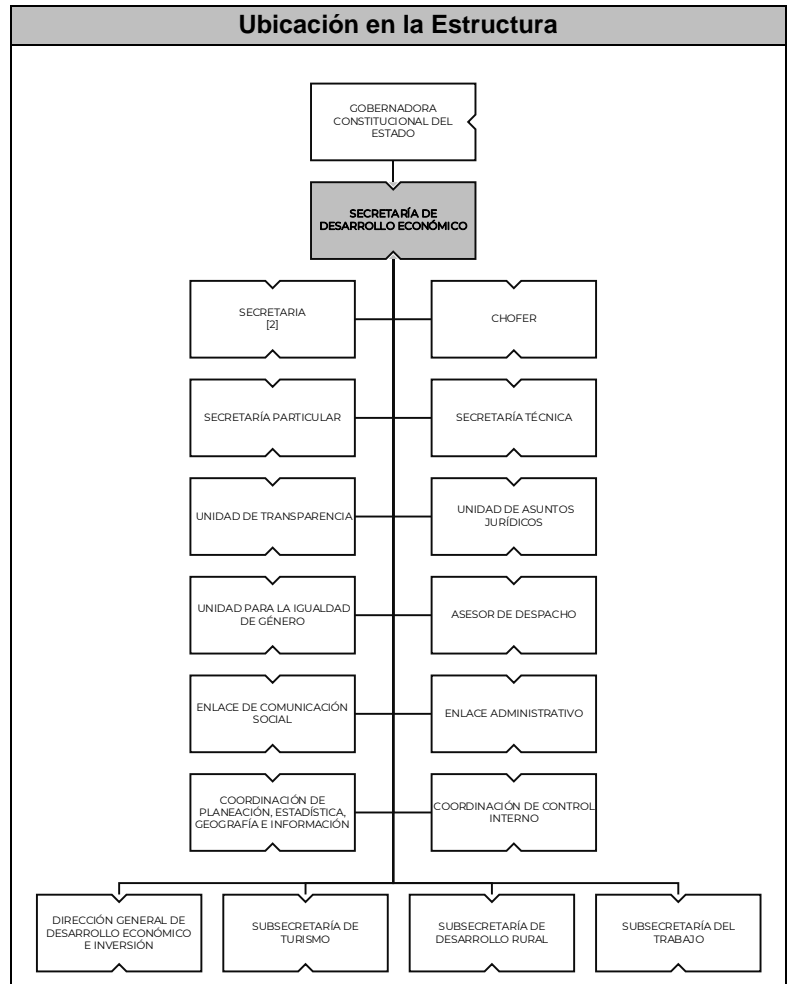 Ubicación en la Estructura
GOBERNADORA
CONSTITUCIONAL DEL
ESTADO
SECRETARÍA DE
DESARROLLO ECONÓMICO
SECRETARIA
[2]
CHOFER
SECRETARÍA PARTICULAR
SECRETARÍA TÉCNICA
UNIDAD DE TRANSPARENCIA
UNIDAD DE ASUNTOS
JURÍDICOS
UNIDAD PARA LA IGUALDAD
DE GÉNERO
ASESOR DE DESPACHO
ENLACE DE COMUNICACIÓN
SOCIAL
ENLACE ADMINISTRATIVO
COORDINACIÓN DE
PLANEACIÓN, ESTADÍSTICA,
GEOGRAFÍA E INFORMACIÓN
COORDINACIÓN DE CONTROL
INTERNO
DIRECCIÓN GENERAL DE
DESARROLLO ECONÓMICO
E INVERSIÓN
SUBSECRETARÍA DE
TURISMO
SUBSECRETARÍA DE
DESARROLLO RURAL
SUBSECRETARÍA DEL
TRABAJO